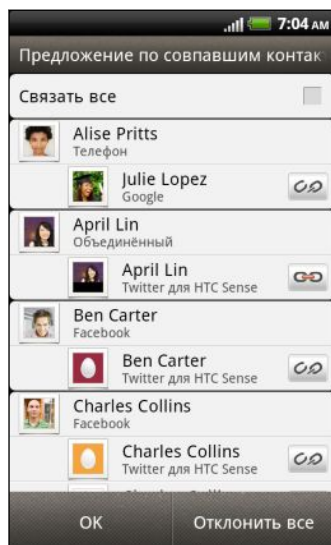 7:04 AM
Предложение по совпавшим контак
Связать все
Alise Pritts
Телефон
Julie Lopez
Google
April Lin
Объединённый
April Lin
Twitter для HTC Sense
Ben Carter
Facebook
Ben Carter
Twitter для HTC Sense
Charles Collins
Facebook
Charles Collins
Twitter для HTC Sense
OK
Отклонить все